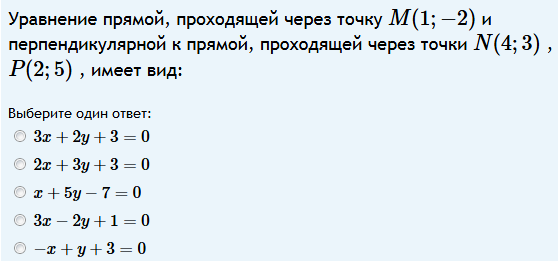 Уравнение прямой, проходящей через точку M(1; −2) и
перпендикулярной к прямой, проходящей через точки N(4; 3) ,
P(2; 5) , имеет вид:
Выберите один ответ:
3x + 2y + 3 = 0
2x + 3y + 3 = 0
x + 5y − 7 = 0
3x − 2y + 1 = 0
−x + y + 3 = 0